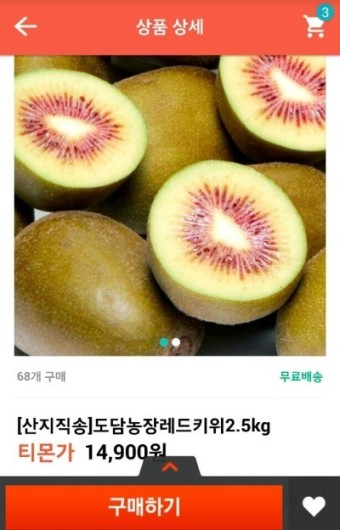 상품 상세
3
68개 구매
무료배송
[산지직송]도담농장레드키위2.5kg
티몬가 14,900원
구매하기